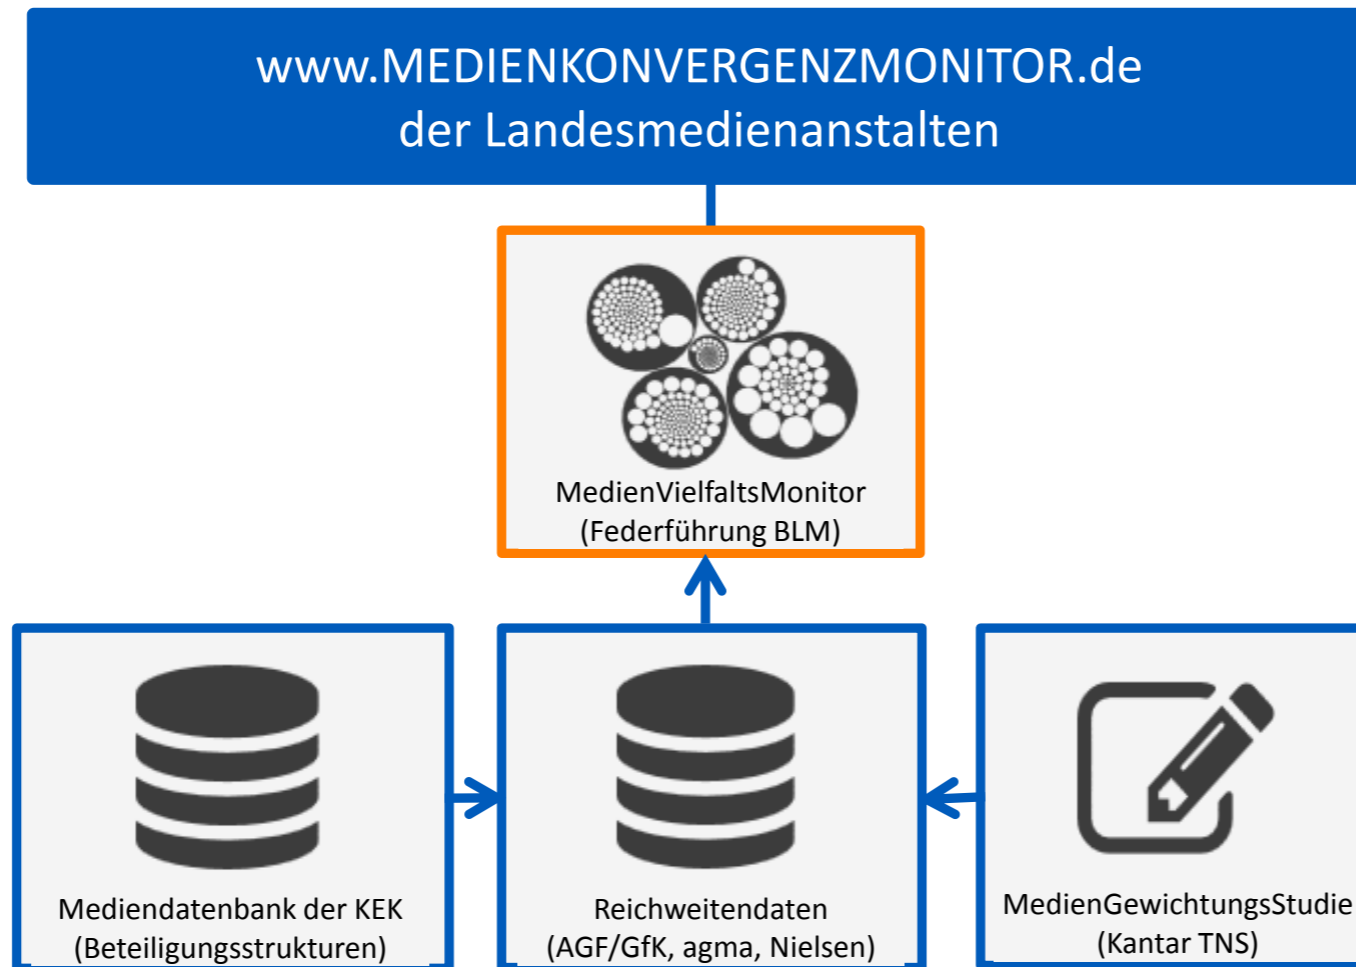 www.MEDIENKONVERGENZMONITOR.de
der Landesmedienanstalten
MedienVielfaltsMonitor
(Federführung BLM)
Mediendatenbank der KEK
(Beteiligungsstrukturen)
Reichweitendaten
(AGF/GfK, agma, Nielsen)
MedienGewichtungsStudie
(Kantar TNS)